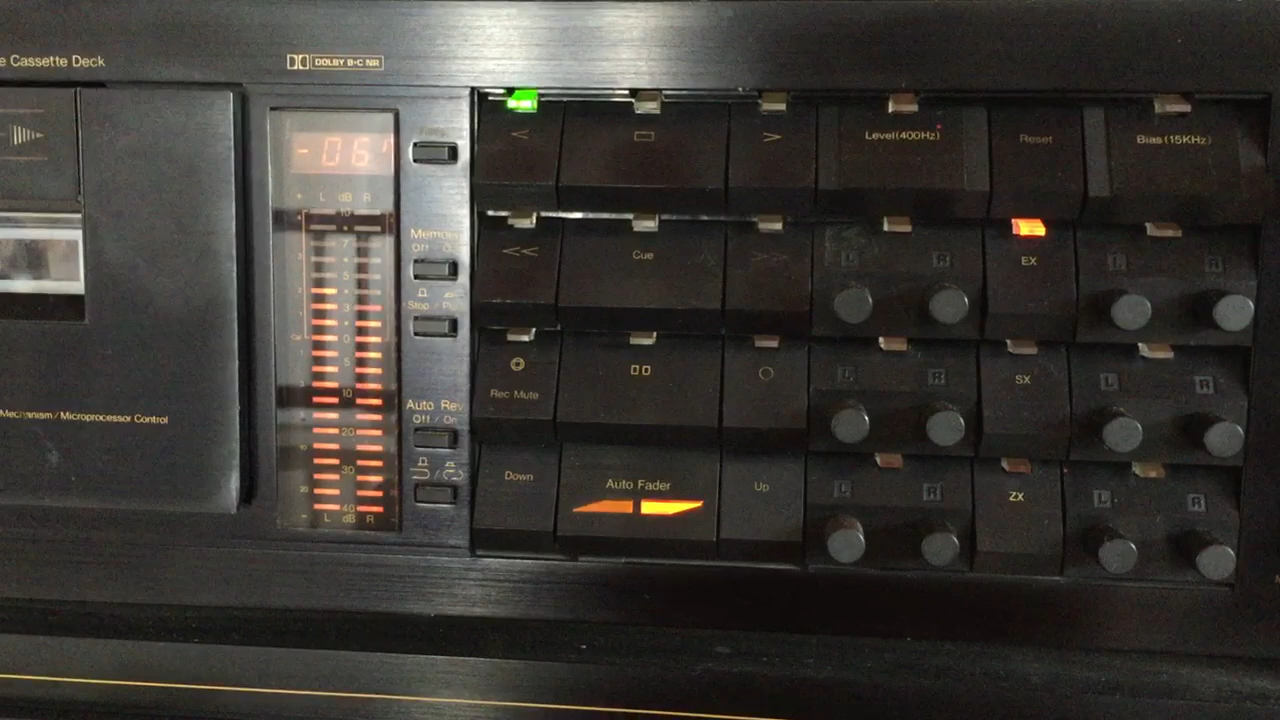 e Cassette Deck
DOLBY B·C NR
<
>
Level(400Hz)
Reset
Bias(15KHz)
-06
+ L dB R
10
7
5
3
0
5
10
20
30
40
- L dB R
Memory
Off
Stop
Auto Rev
Off / On
<<
Cue
>>
L R
EX
L R
Rec Mute
L R
SX
L R
Mechanism/Microprocessor Control
Down
Auto Fader
Up
L R
ZX
L R